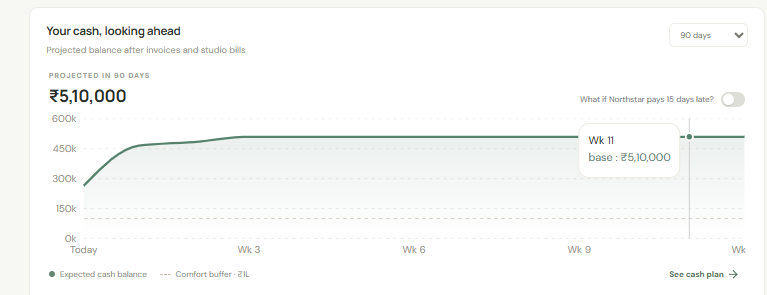 Your cash, looking ahead
90 days
Projected balance after invoices and studio bills
PROJECTED IN 90 DAYS
₹5,10,000
What if Northstar pays 15 days late?
600k
450k
300k
150k
0k
Wk 11
base : ₹5,10,000
Today
Wk 3
Wk 6
Wk 9
Wk
Expected cash balance
Comfort buffer · ₹1L
See cash plan →